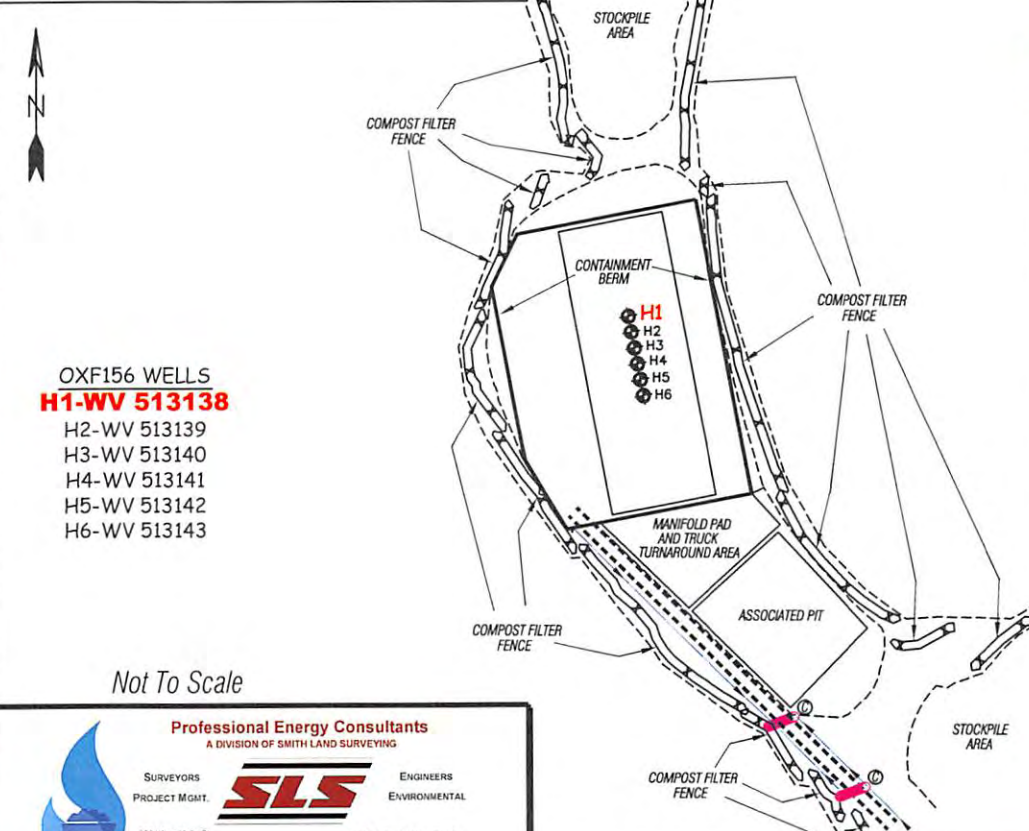 STOCKPILE
AREA
N
COMPOST FILTER
FENCE
CONTAINMENT
BERM
COMPOST FILTER
FENCE
H1
H2
H3
H4
H5
H6
OXF156 WELLS
H1-WV 513138
H2-WV 513139
H3-WV 513140
H4-WV 513141
H5-WV 513142
H6-WV 513143
MANIFOLD PAD
AND TRUCK
TURNAROUND AREA
ASSOCIATED PIT
COMPOST FILTER
FENCE
Not To Scale
C
STOCKPILE
AREA
COMPOST FILTER
FENCE
C
Professional Energy Consultants
A DIVISION OF SMITH LAND SURVEYING
SURVEYORS
PROJECT MGMT.
SLS
ENGINEERS
ENVIRONMENTAL